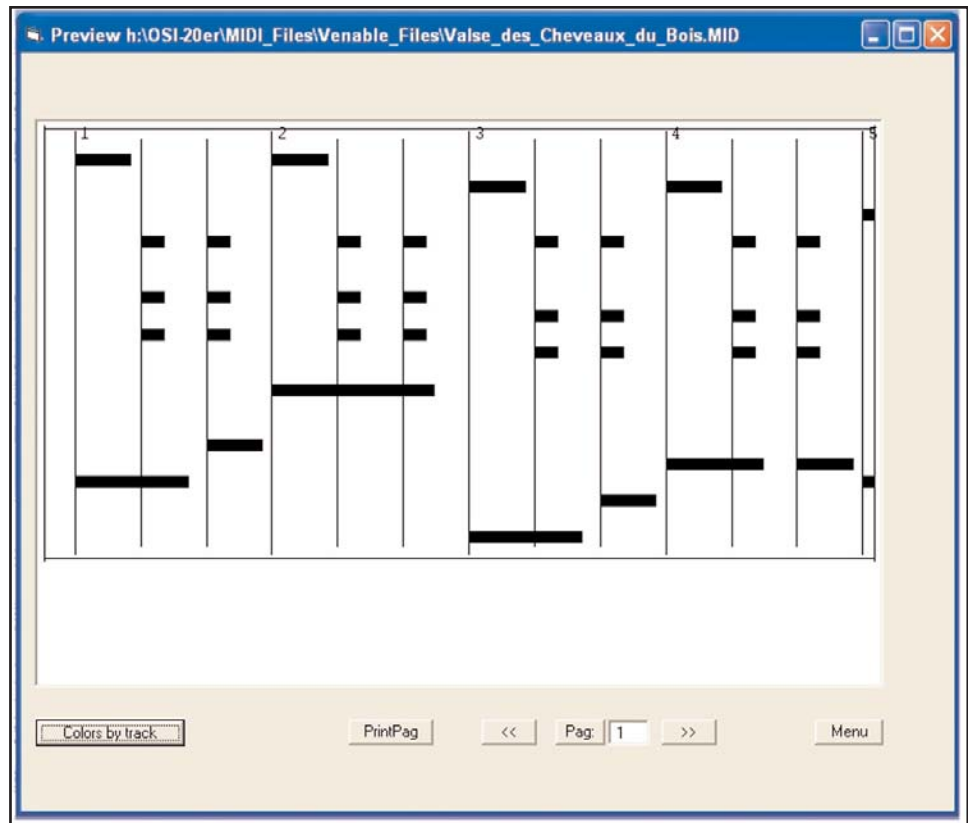 Preview h:\OSI-20er\MIDI_Files\Venable_Files\Valse_des_Cheveaux_du_Bois.MID
1 2 3 4 5
Colors by track PrintPag << Pag: 1 >> Menu